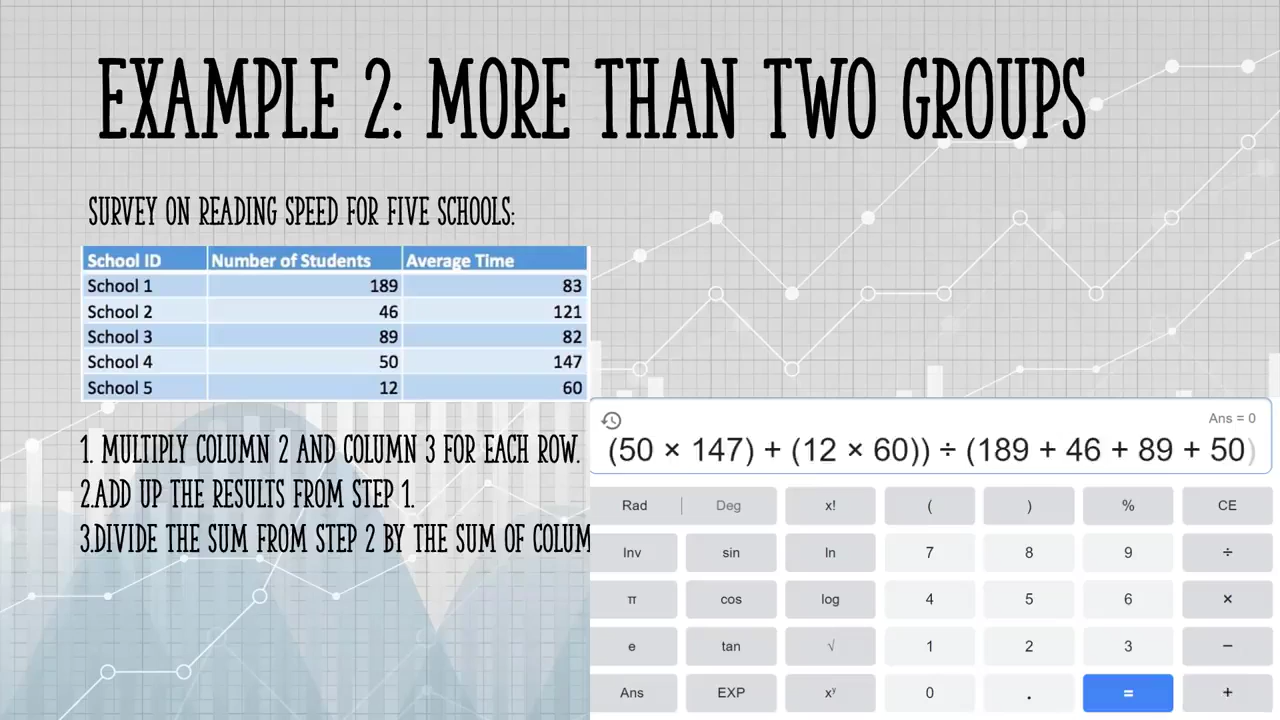 EXAMPLE 2: MORE THAN TWO GROUPS
SURVEY ON READING SPEED FOR FIVE SCHOOLS:
School ID Number of Students Average Time
School 1 189 83
School 2 46 121
School 3 89 82
School 4 50 147
School 5 12 60
1. MULTIPLY COLUMN 2 AND COLUMN 3 FOR EACH ROW.
2.ADD UP THE RESULTS FROM STEP 1.
3.DIVIDE THE SUM FROM STEP 2 BY THE SUM OF COLUM
Ans = 0
(50 × 147) + (12 × 60)) ÷ (189 + 46 + 89 + 50)
Rad Deg x! ( ) % CE
Inv sin ln 7 8 9 ÷
π cos log 4 5 6 ×
e tan √ 1 2 3 −
Ans EXP xʸ 0 . = +